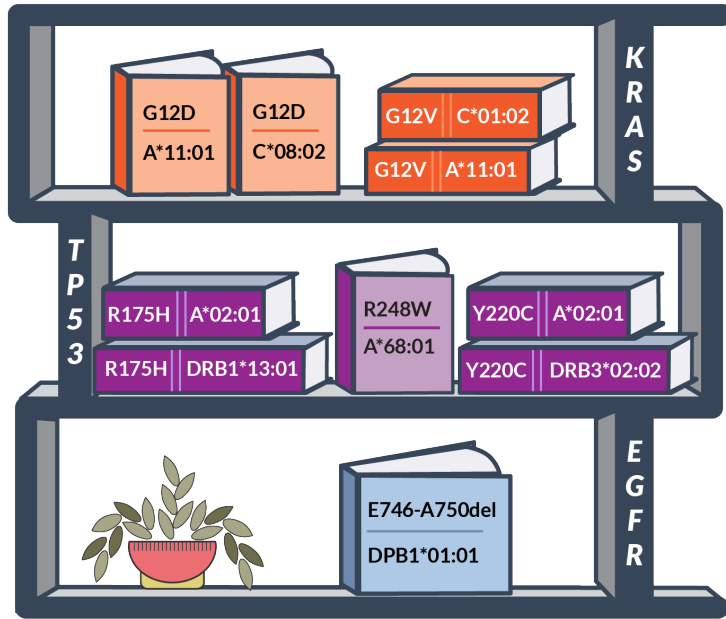 KRAS
G12D
A*11:01
G12D
C*08:02
G12V C*01:02
G12V A*11:01
TP53
R175H A*02:01
R175H DRB1*13:01
R248W
A*68:01
Y220C A*02:01
Y220C DRB3*02:02
EGFR
E746-A750del
DPB1*01:01